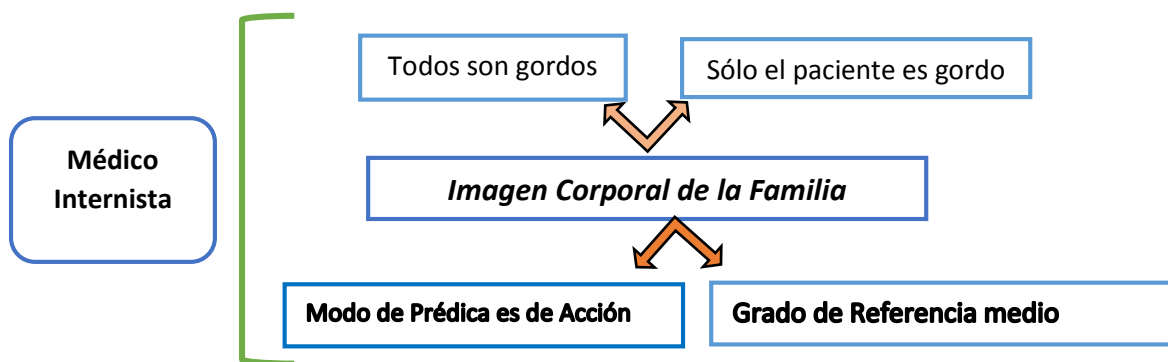 Todos son gordos
Sólo el paciente es gordo
Médico
Internista
Imagen Corporal de la Familia
Modo de Prédica es de Acción
Grado de Referencia medio